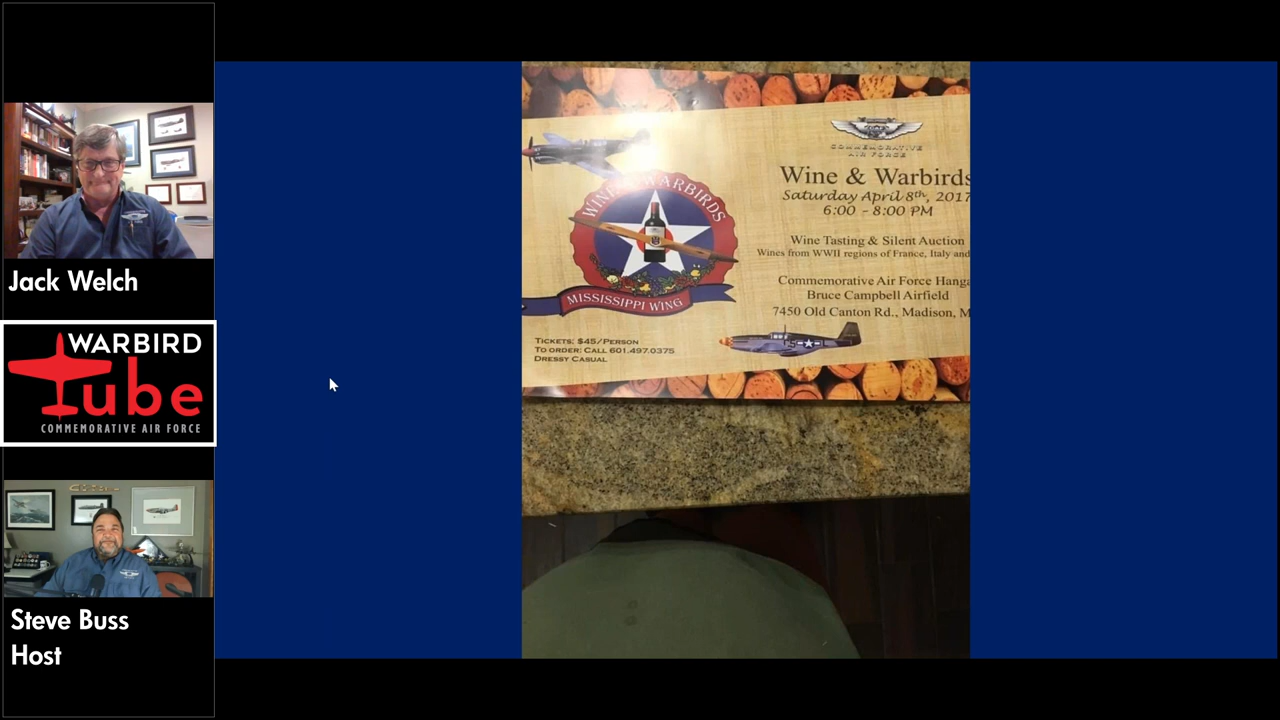 Jack Welch
WARBIRD
Tube
COMMEMORATIVE AIR FORCE
Steve Buss
Host
COMMEMORATIVE
AIR FORCE
Wine & Warbirds
Saturday April 8th, 2017
6:00 - 8:00 PM
Wine Tasting & Silent Auction
Wines from WWII regions of France, Italy and
Commemorative Air Force Hanga
Bruce Campbell Airfield
7450 Old Canton Rd., Madison, M
WINE & WARBIRDS
MISSISSIPPI WING
TICKETS: $45/PERSON
TO ORDER: CALL 601.497.0375
DRESSY CASUAL